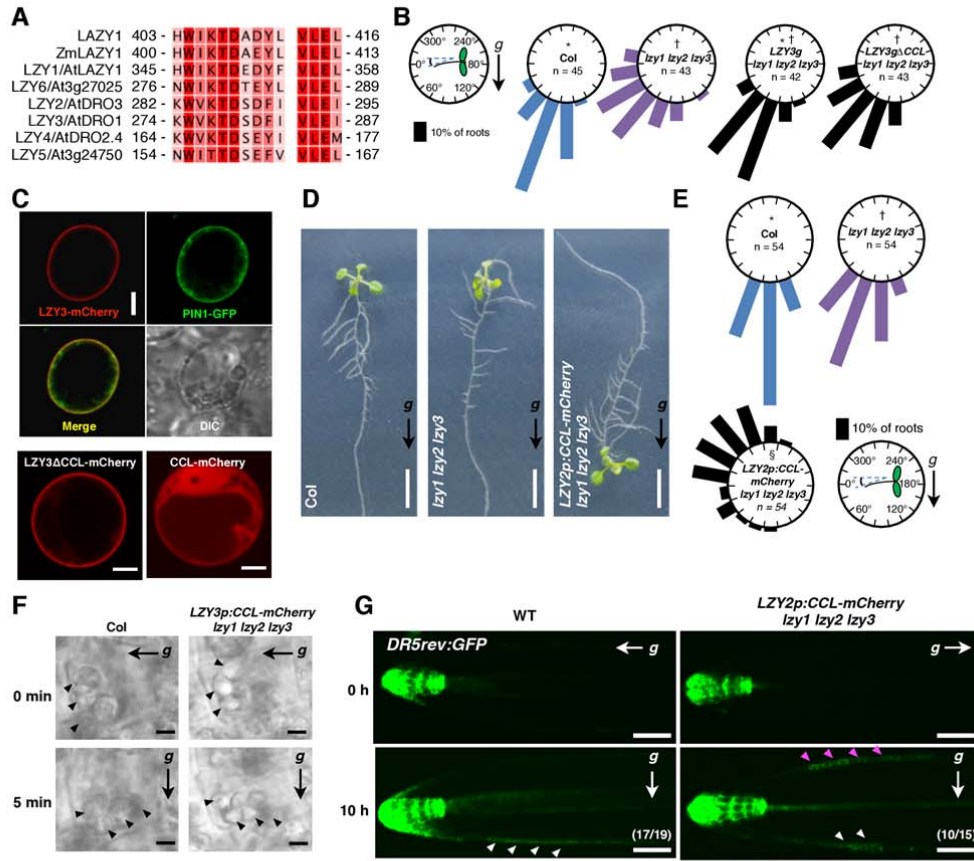 A
LAZY1 403 - HWIKTDADYL VLEL - 416
ZmLAZY1 400 - HWIKTDAEYL VLEL - 413
LZY1/AtLAZY1 345 - HWIKTDEDYF VLEL - 358
LZY6/At3g27025 276 - NWIKTDTEYL VLEL - 289
LZY2/AtDRO3 282 - KWVKTDSDFI VLEI - 295
LZY3/AtDRO1 274 - KWVKTDSDFI VLEI - 287
LZY4/AtDRO2.4 164 - KWVKTDSEYI VLEM - 177
LZY5/At3g24750 154 - NWITTDSEFV VLEL - 167
B
300° 240°
0° 80°
60° 120°
g
10% of roots
*
Col
n = 45
†
lzy1 lzy2 lzy3
n = 43
* †
LZY3g
lzy1 lzy2 lzy3
n = 42
†
LZY3gΔCCL
lzy1 lzy2 lzy3
n = 43
C
LZY3-mCherry
PIN1-GFP
Merge
DIC
LZY3ΔCCL-mCherry
CCL-mCherry
D
Col
g
lzy1 lzy2 lzy3
g
LZY2p:CCL-mCherry
lzy1 lzy2 lzy3
g
E
*
Col
n = 54
†
lzy1 lzy2 lzy3
n = 54
§
LZY2p:CCL-
mCherry
lzy1 lzy2 lzy3
n = 54
10% of roots
300° 240°
0° 180°
60° 120°
g
F
Col
LZY3p:CCL-mCherry
lzy1 lzy2 lzy3
0 min
g
g
5 min
g
g
G
WT
LZY2p:CCL-mCherry
lzy1 lzy2 lzy3
DR5rev:GFP
g
g
0 h
10 h
g
g
(17/19)
(10/15)